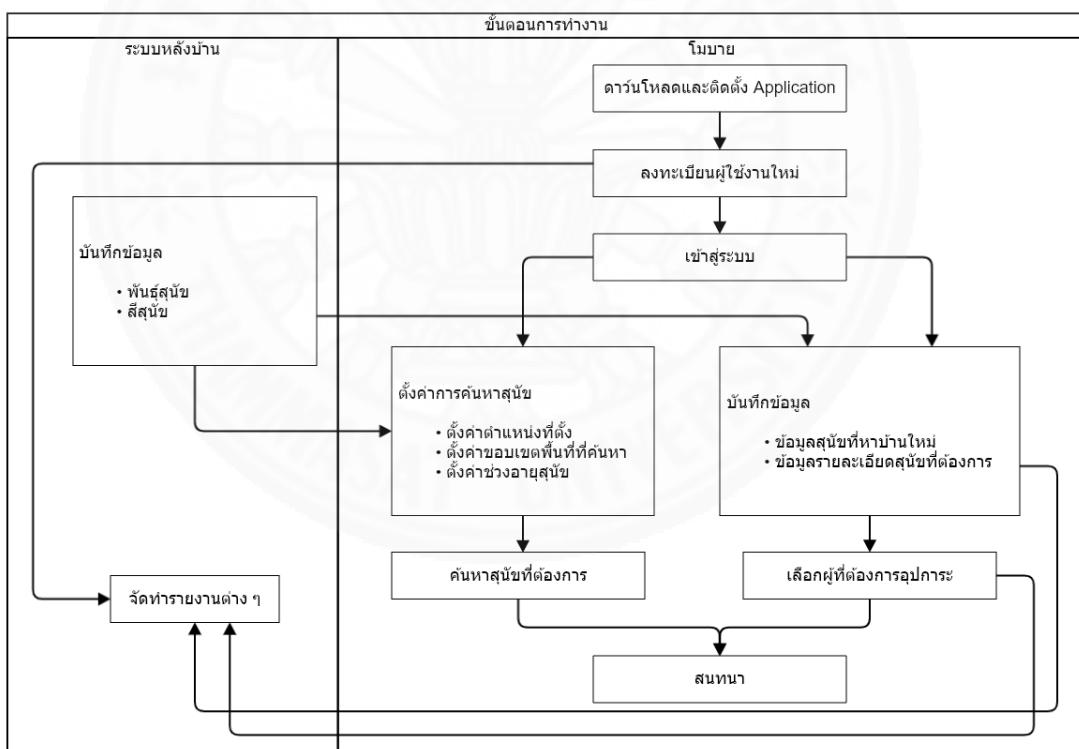 ขั้นตอนการทำงาน
ระบบหลังบ้าน
โมบาย
ดาว์นโหลดและติดตั้ง Application
ลงทะเบียนผู้ใช้งานใหม่
เข้าสู่ระบบ
บันทึกข้อมูล
• พันธุ์สุนัข
• สีสุนัข
ตั้งค่าการค้นหาสุนัข
• ตั้งค่าตำแหน่งที่ตั้ง
• ตั้งค่าขอบเขตพื้นที่ที่ค้นหา
• ตั้งค่าช่วงอายุสุนัข
บันทึกข้อมูล
• ข้อมูลสุนัขที่หาบ้านใหม่
• ข้อมูลรายละเอียดสุนัขที่ต้องการ
ค้นหาสุนัขที่ต้องการ
เลือกผู้ที่ต้องการอุปการะ
จัดทำรายงานต่าง ๆ
สนทนา